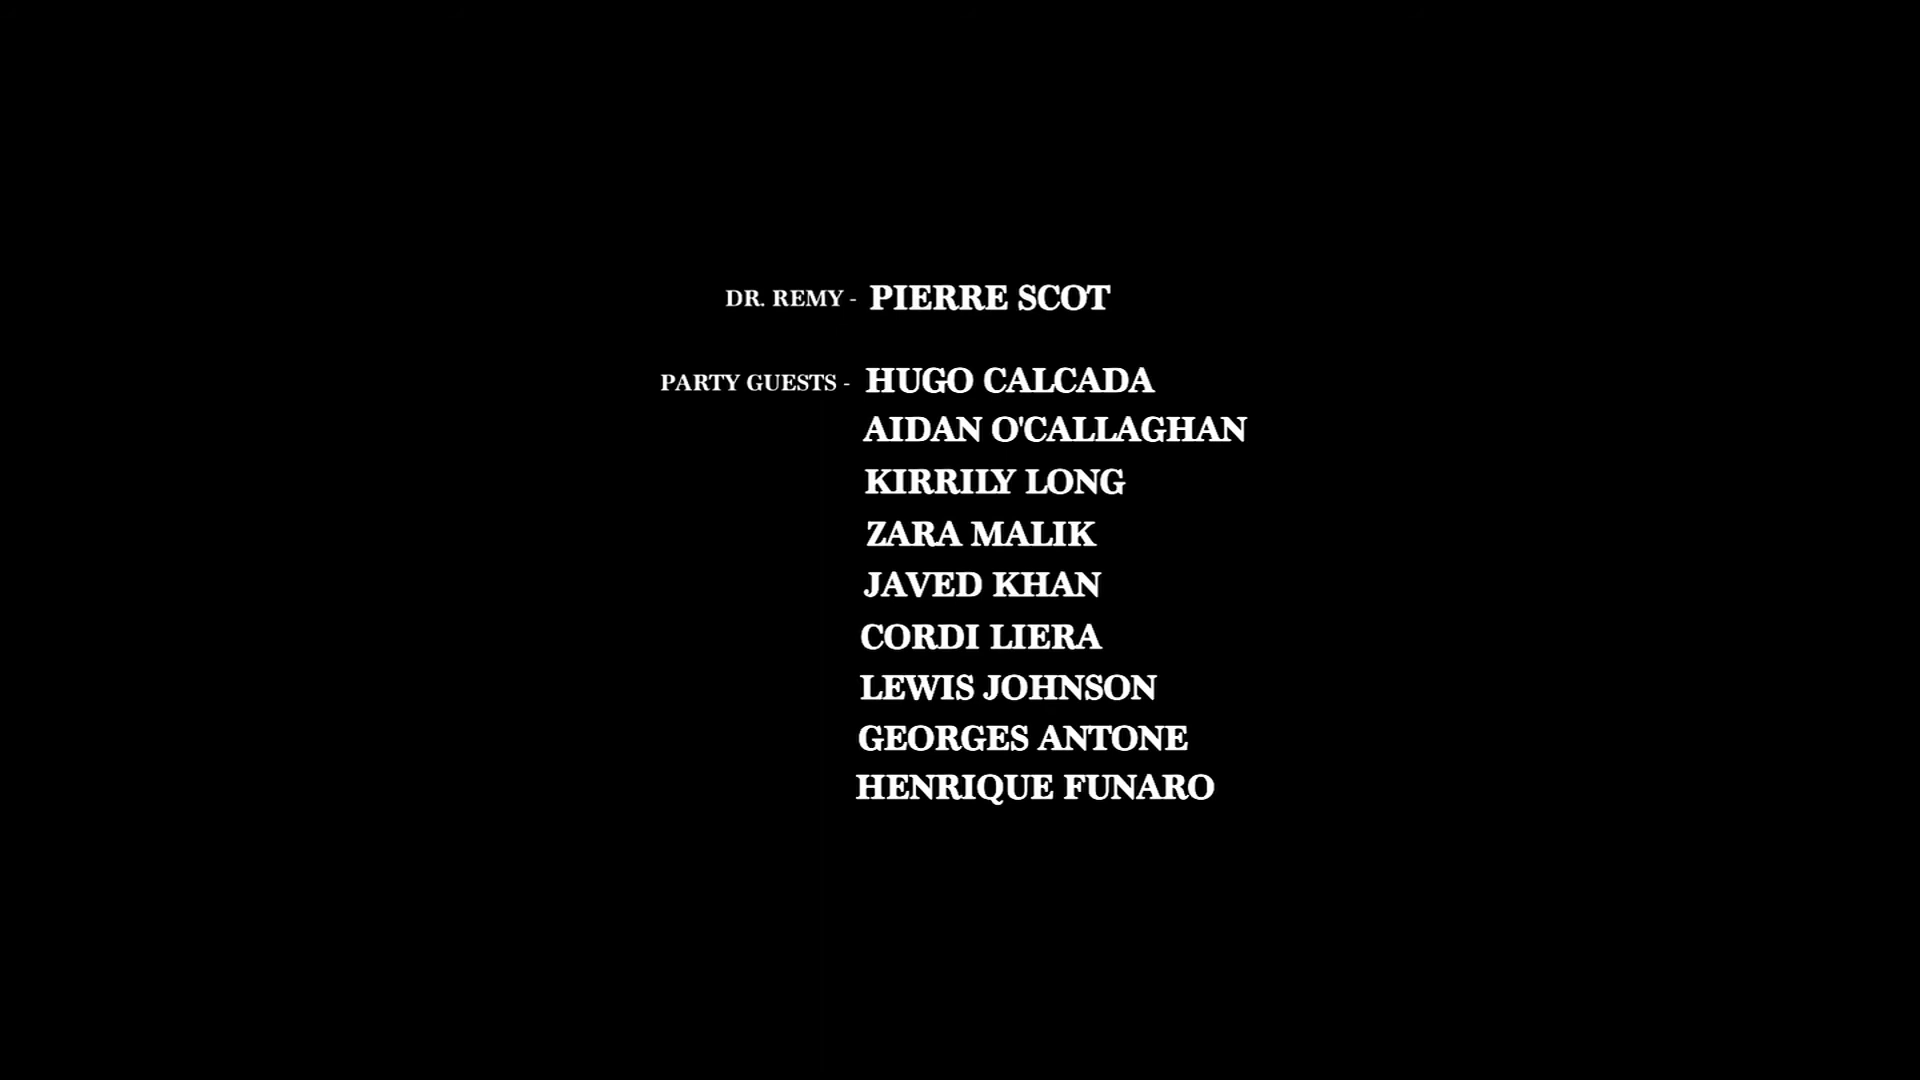 DR. REMY - PIERRE SCOT
PARTY GUESTS - HUGO CALCADA
AIDAN O'CALLAGHAN
KIRRILY LONG
ZARA MALIK
JAVED KHAN
CORDI LIERA
LEWIS JOHNSON
GEORGES ANTONE
HENRIQUE FUNARO